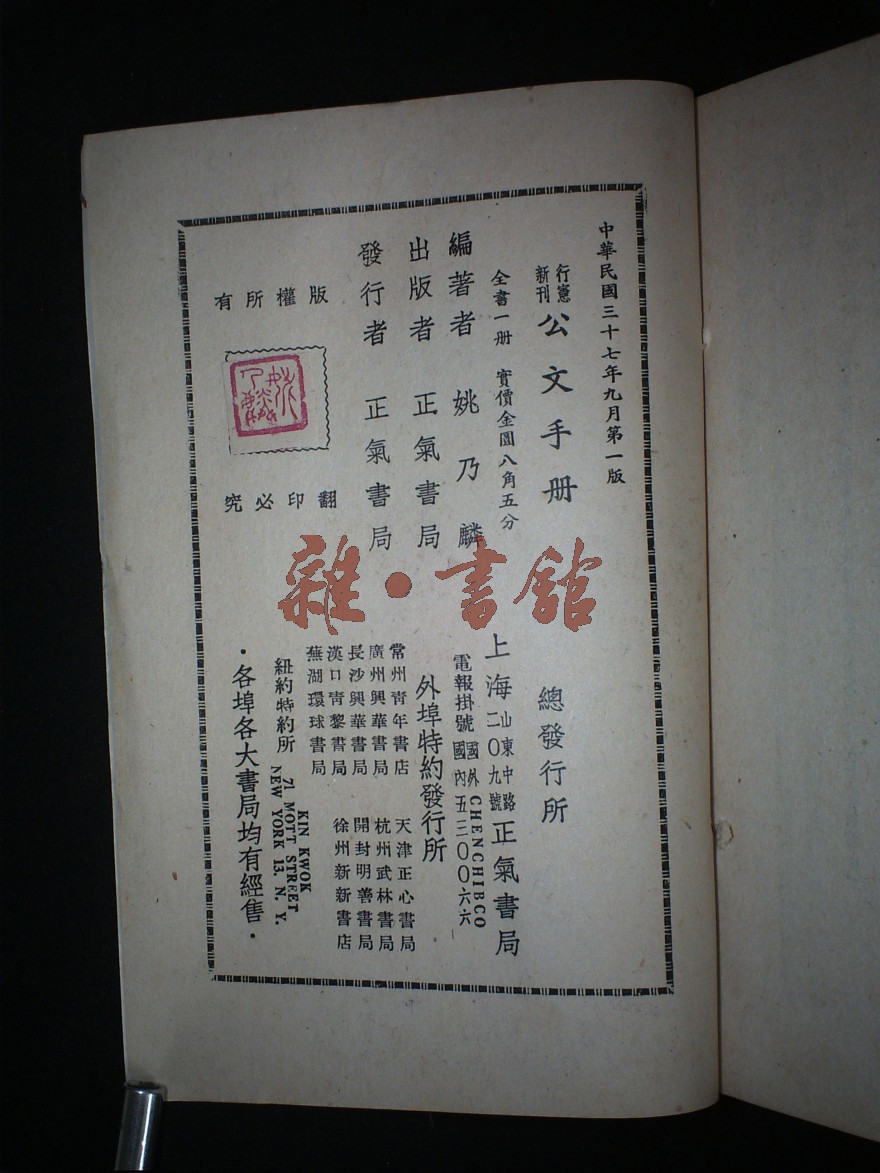 中華民國三十七年九月第一版
行憲新刊 公文手册
全書一册 實價金圓八角五分
編著者 姚乃麟
出版者 正氣書局
發行者 正氣書局
版權所有
翻印必究
總發行所
上海山東中路二〇九號正氣書局
電報掛號 國外CHENCHIBCO
國內五三〇〇六六
外埠特約發行所
常州青年書店
廣州興華書局
長沙興華書局
漢口青黎書局
蕪湖環球書局
天津正心書局
杭州武林書局
開封明善書局
徐州新新書店
紐約特約所
KIN KWOK
71 MOTT STREET
NEW YORK 13. N. Y.
·各埠各大書局均有經售·
雜·書館